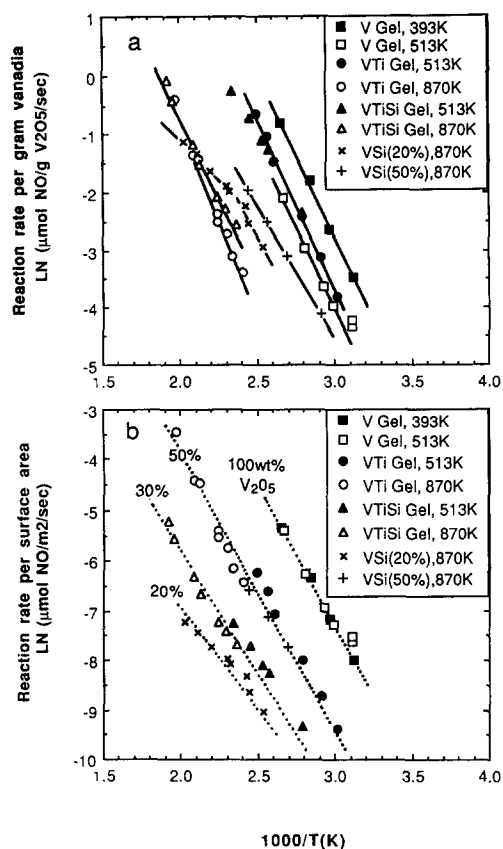 a
Reaction rate per gram vanadia
LN (μmol NO/g V2O5/sec)
V Gel, 393K
V Gel, 513K
VTi Gel, 513K
VTi Gel, 870K
VTiSi Gel, 513K
VTiSi Gel, 870K
VSi(20%),870K
VSi(50%),870K
1
0
-1
-2
-3
-4
-5
1.5 2.0 2.5 3.0 3.5 4.0
b
Reaction rate per surface area
LN (μmol NO/m2/sec)
50%
30%
20%
100wt%
V2O5
V Gel, 393K
V Gel, 513K
VTi Gel, 513K
VTi Gel, 870K
VTiSi Gel, 513K
VTiSi Gel, 870K
VSi(20%),870K
VSi(50%),870K
-3
-4
-5
-6
-7
-8
-9
-10
1.5 2.0 2.5 3.0 3.5 4.0
1000/T(K)